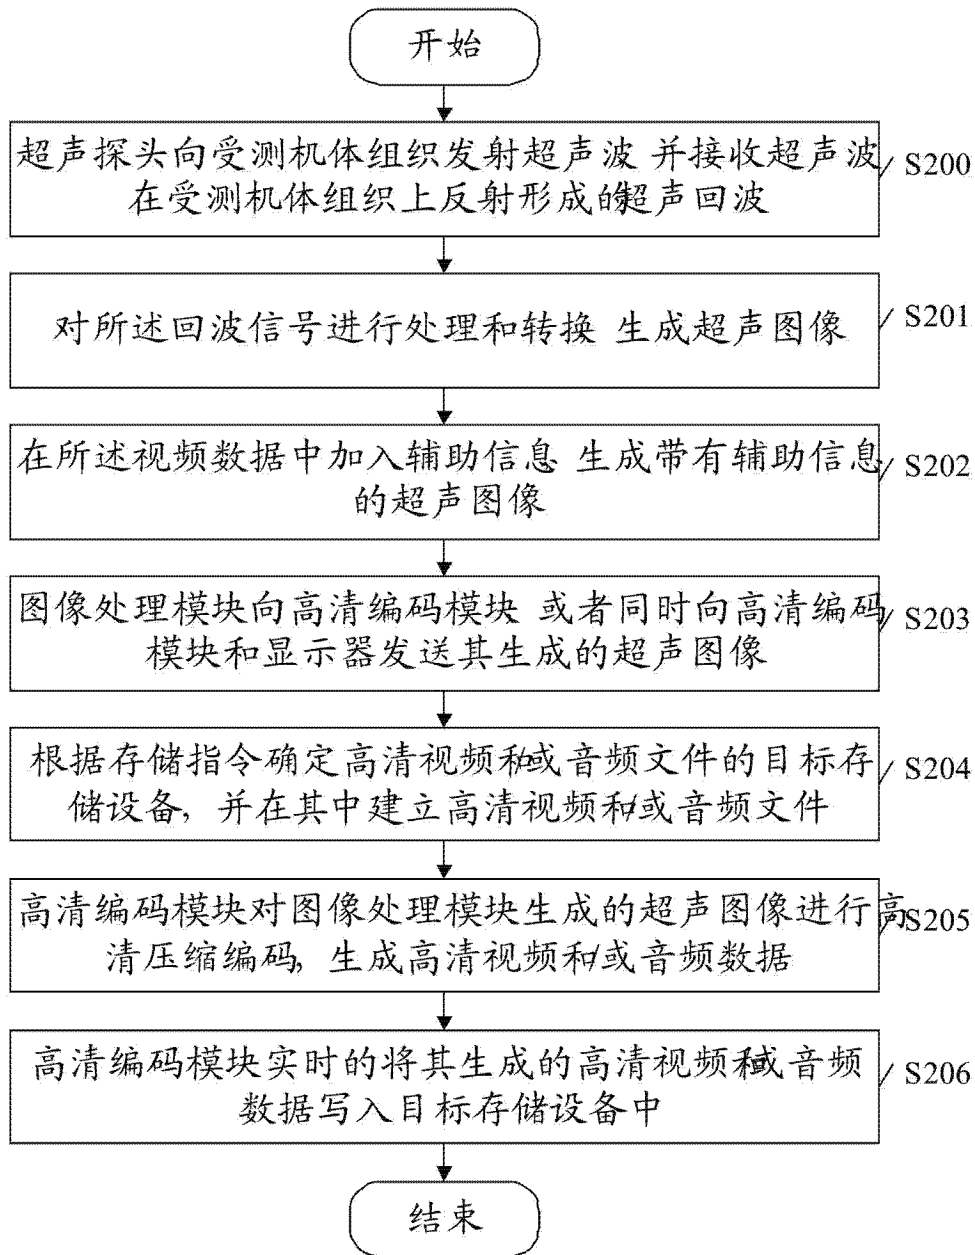 开始
超声探头向受测机体组织发射超声波 并接收超声波
在受测机体组织上反射形成的超声回波
S200
对所述回波信号进行处理和转换 生成超声图像
S201
在所述视频数据中加入辅助信息 生成带有辅助信息
的超声图像
S202
图像处理模块向高清编码模块、或者同时向高清编码
模块和显示器发送其生成的超声图像
S203
根据存储指令确定高清视频和/或音频文件的目标存
储设备, 并在其中建立高清视频和/或音频文件
S204
高清编码模块对图像处理模块生成的超声图像进行高
清压缩编码, 生成高清视频和/或音频数据
S205
高清编码模块实时的将其生成的高清视频和/或音频
数据写入目标存储设备中
S206
结束